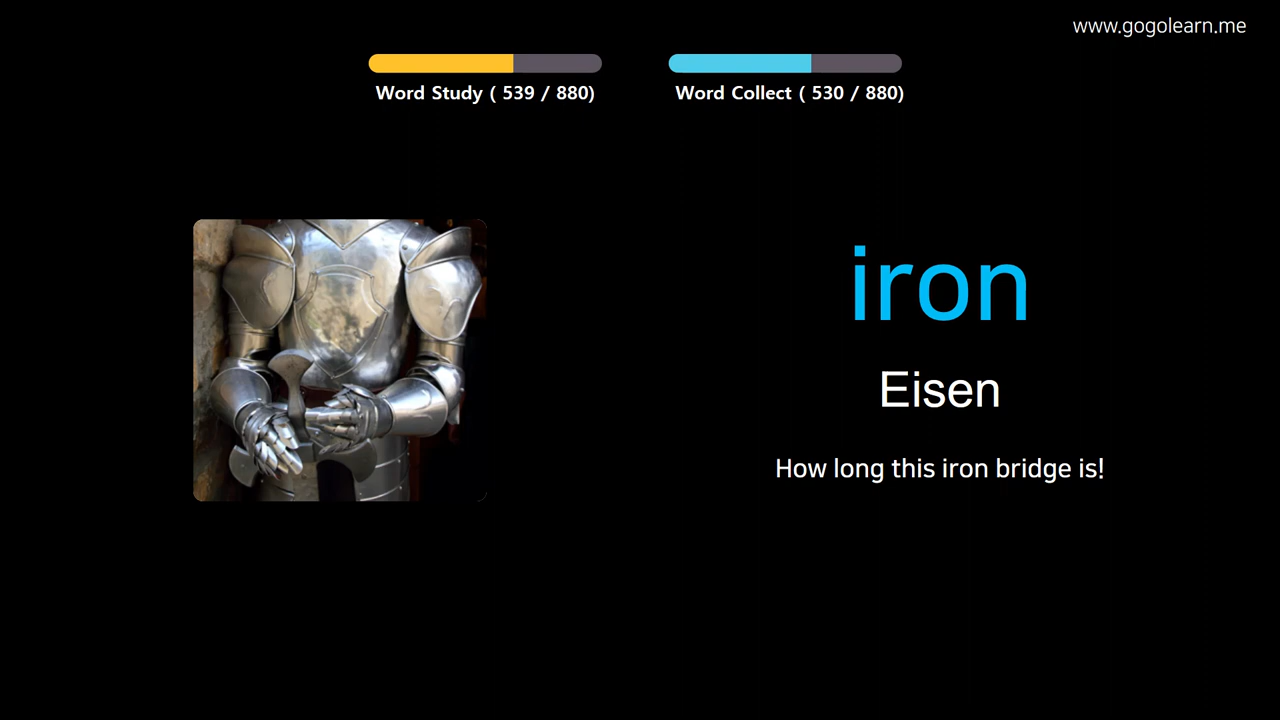 www.gogolearn.me
Word Study ( 539 / 880)
Word Collect ( 530 / 880)
iron
Eisen
How long this iron bridge is!